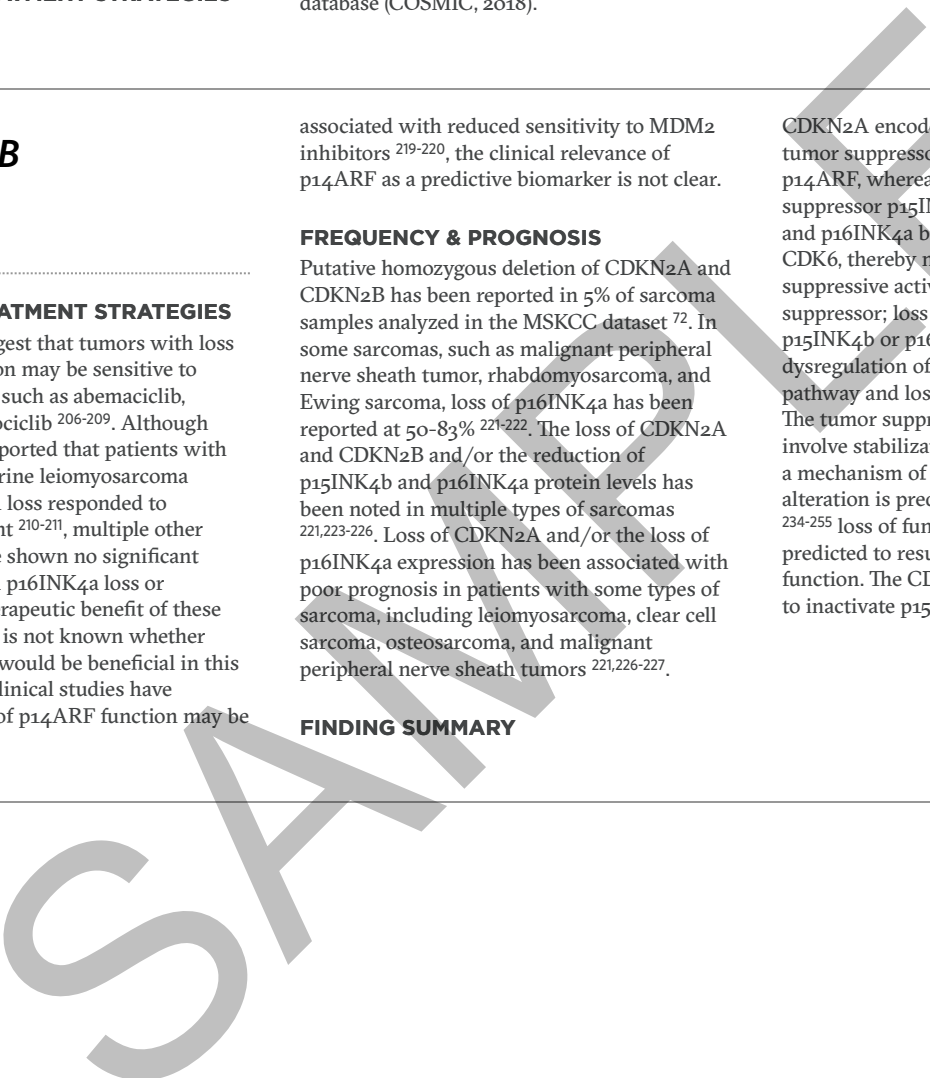 database (COSMIC, 2018).
B
ATMENT STRATEGIES
gest that tumors with loss
on may be sensitive to
such as abemaciclib,
ociclib 206-209. Although
ported that patients with
rine leiomyosarcoma
loss responded to
nt 210-211, multiple other
e shown no significant
p16INK4a loss or
erapeutic benefit of these
is not known whether
would be beneficial in this
linical studies have
of p14ARF function may be
associated with reduced sensitivity to MDM2
inhibitors 219-220, the clinical relevance of
p14ARF as a predictive biomarker is not clear.
FREQUENCY & PROGNOSIS
Putative homozygous deletion of CDKN2A and
CDKN2B has been reported in 5% of sarcoma
samples analyzed in the MSKCC dataset 72. In
some sarcomas, such as malignant peripheral
nerve sheath tumor, rhabdomyosarcoma, and
Ewing sarcoma, loss of p16INK4a has been
reported at 50-83% 221-222. The loss of CDKN2A
and CDKN2B and/or the reduction of
p15INK4b and p16INK4a protein levels has
been noted in multiple types of sarcomas
221,223-226. Loss of CDKN2A and/or the loss of
p16INK4a expression has been associated with
poor prognosis in patients with some types of
sarcoma, including leiomyosarcoma, clear cell
sarcoma, osteosarcoma, and malignant
peripheral nerve sheath tumors 221,226-227.
FINDING SUMMARY
CDKN2A encod
tumor suppresso
p14ARF, wherea
suppressor p15I
and p16INK4a b
CDK6, thereby
suppressive activ
suppressor; loss
p15INK4b or p16
dysregulation of
pathway and los
The tumor suppr
involve stabiliza
a mechanism of
alteration is pred
234-255 loss of fun
predicted to resu
function. The CD
to inactivate p15
SAMPLE